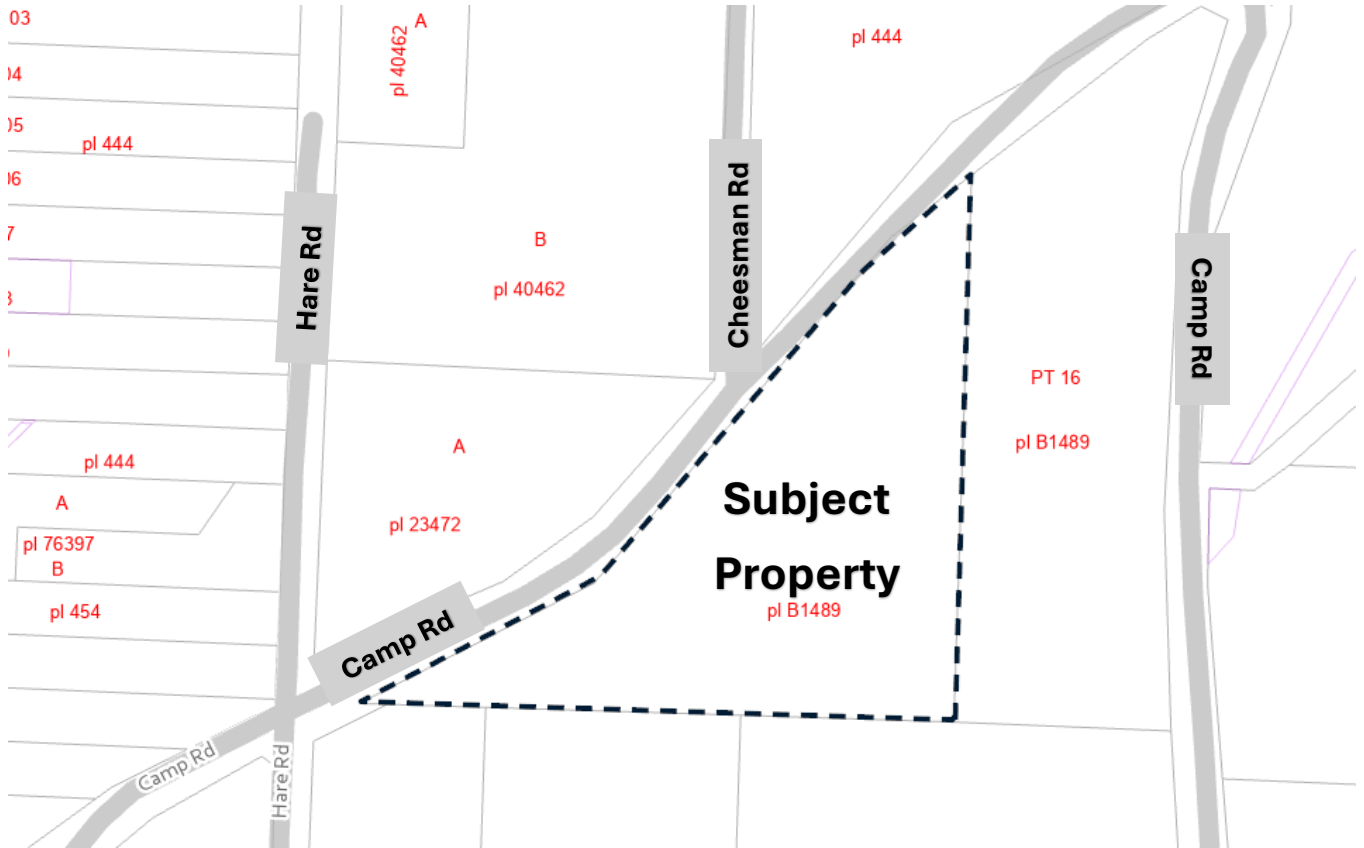 03
A
pl 40462
pl 444
04
05
pl 444
06
7
B
pl 40462
Hare Rd
Cheesman Rd
Camp Rd
PT 16
pl B1489
A
pl 23472
pl 444
A
pl 76397
B
pl 454
Subject
Property
pl B1489
Camp Rd
Camp Rd
Hare Rd